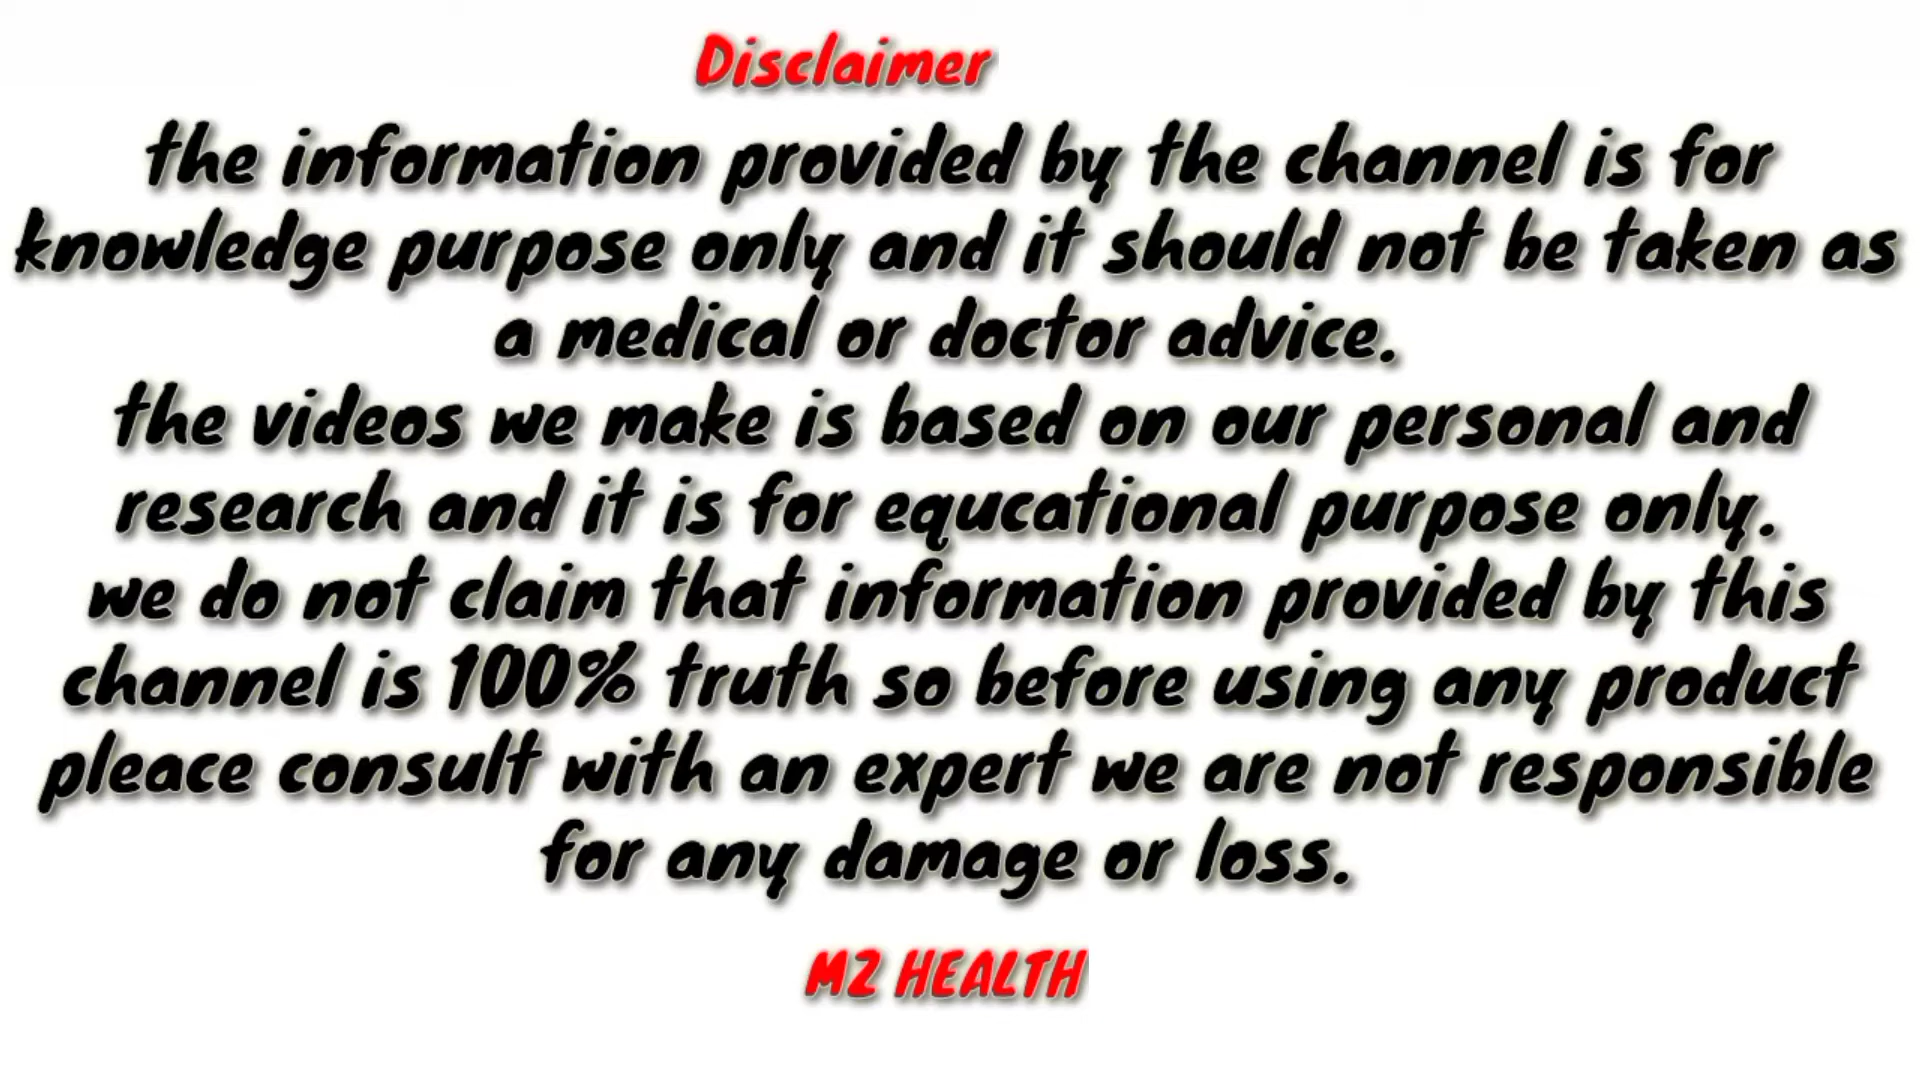 Disclaimer
the information provided by the channel is for
knowledge purpose only and it should not be taken as
a medical or doctor advice.
the videos we make is based on our personal and
research and it is for equcational purpose only.
we do not claim that information provided by this
channel is 100% truth so before using any product
pleace consult with an expert we are not responsible
for any damage or loss.
MZ HEALTH